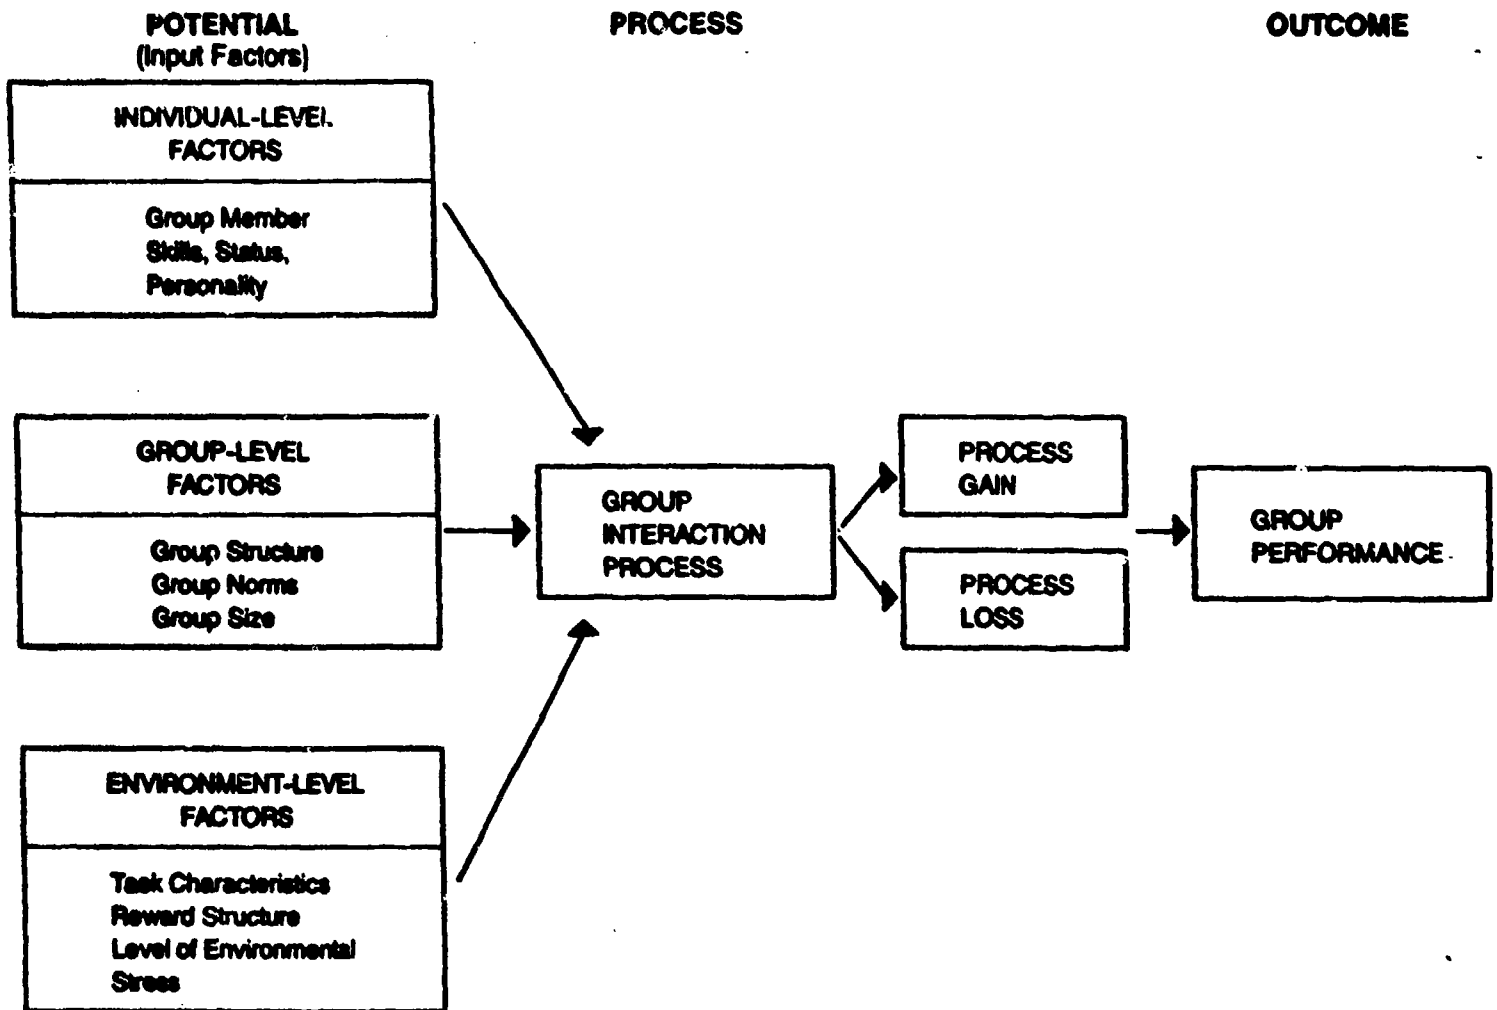 POTENTIAL
(Input Factors)
PROCESS
OUTCOME
INDIVIDUAL-LEVEL
FACTORS
Group Member
Skills, Status,
Personality
GROUP-LEVEL
FACTORS
Group Structure
Group Norms
Group Size
ENVIRONMENT-LEVEL
FACTORS
Task Characteristics
Reward Structure
Level of Environmental
Stress
GROUP
INTERACTION
PROCESS
PROCESS
GAIN
PROCESS
LOSS
GROUP
PERFORMANCE